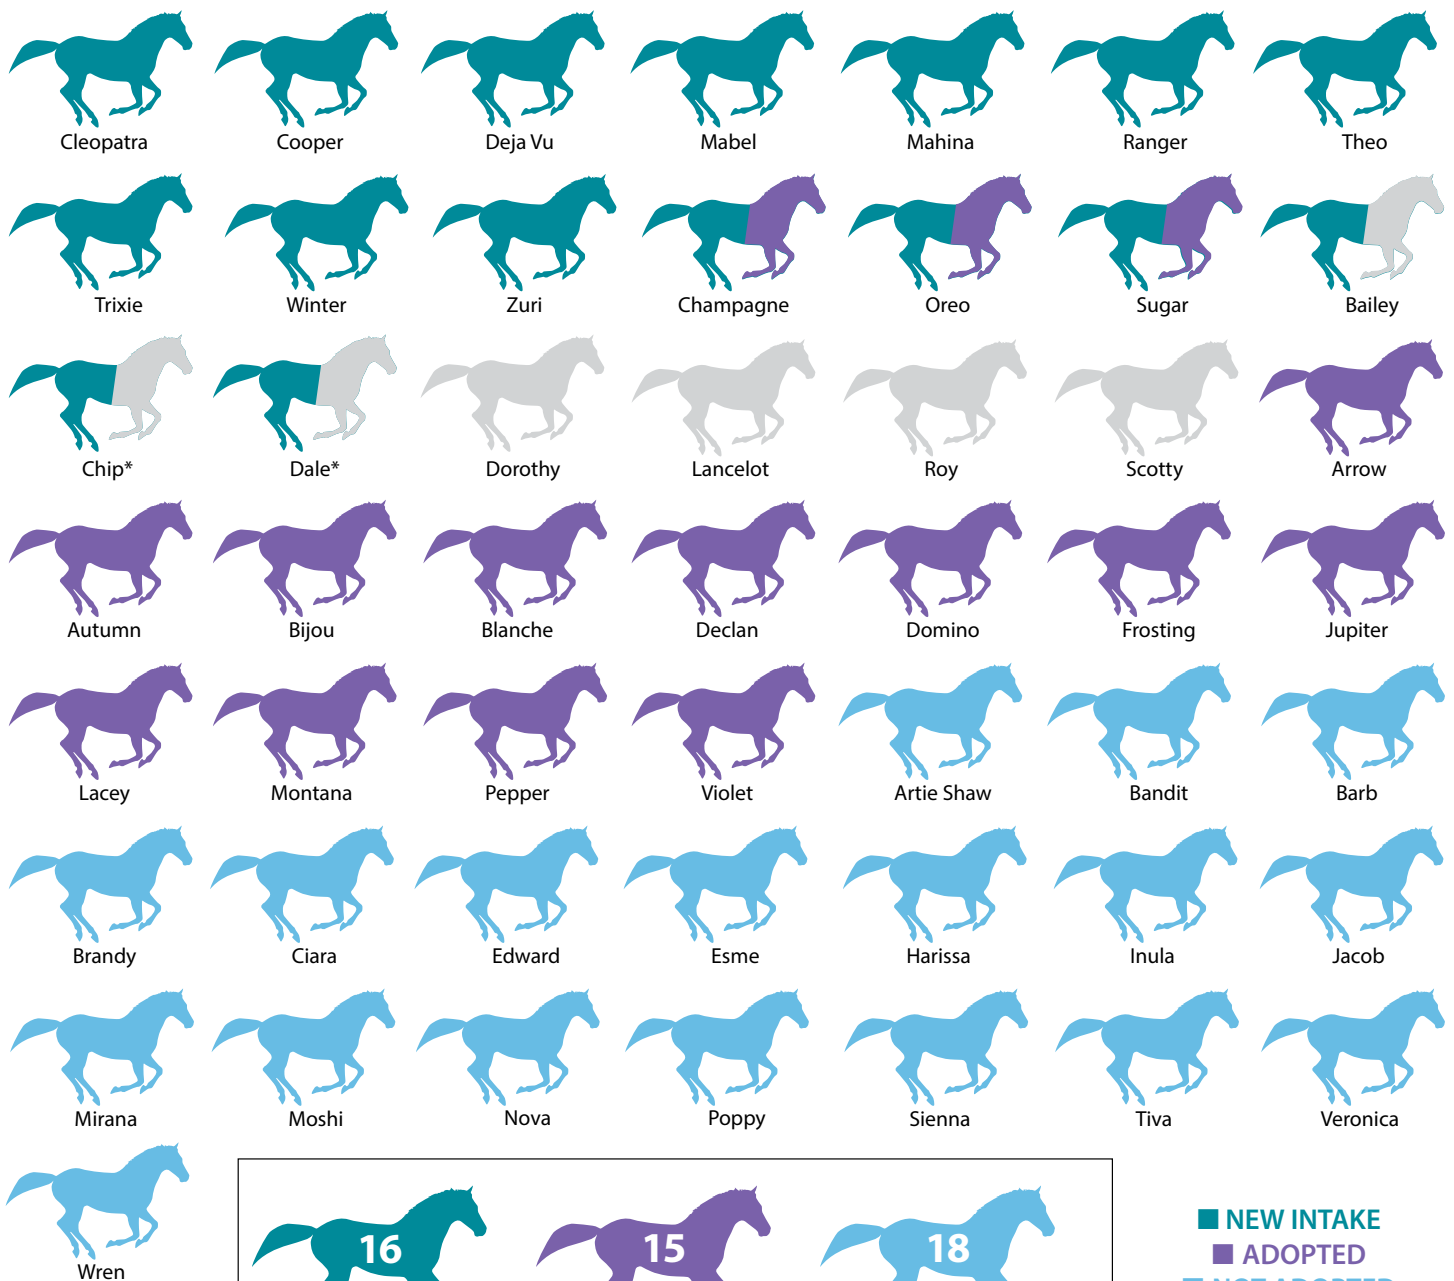 Cleopatra Cooper Deja Vu Mabel Mahina Ranger Theo
Trixie Winter Zuri Champagne Oreo Sugar Bailey
Chip* Dale* Dorothy Lancelot Roy Scotty Arrow
Autumn Bijou Blanche Declan Domino Frosting Jupiter
Lacey Montana Pepper Violet Artie Shaw Bandit Barb
Brandy Ciara Edward Esme Harissa Inula Jacob
Mirana Moshi Nova Poppy Sienna Tiva Veronica
Wren
16 15 18
NEW INTAKE
ADOPTED
NOT ADOPTED